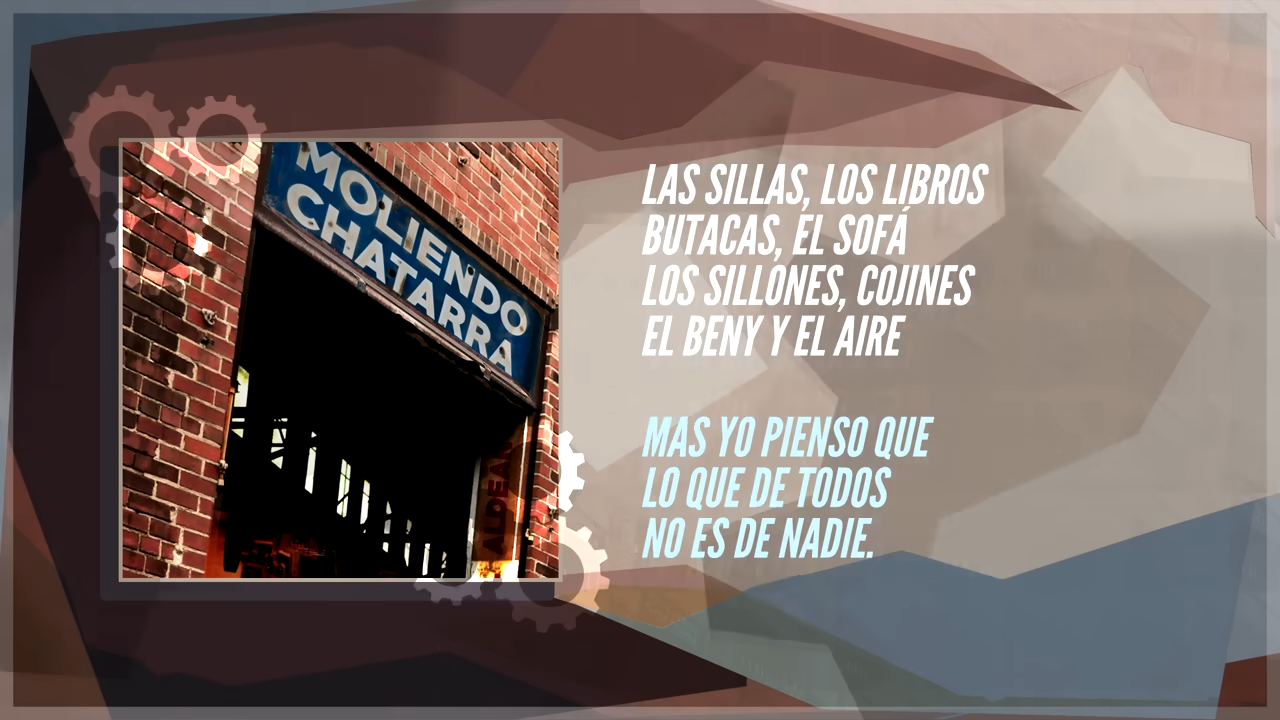 MOLIENDO
CHATARRA
ALDEA
LAS SILLAS, LOS LIBROS
BUTACAS, EL SOFÁ
LOS SILLONES, COJINES
EL BENY Y EL AIRE
MAS YO PIENSO QUE
LO QUE DE TODOS
NO ES DE NADIE.